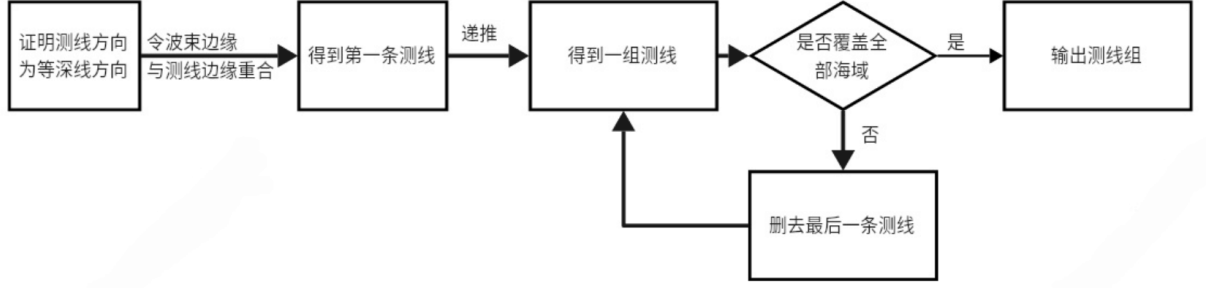 证明测线方向
为等深线方向
令波束边缘
与测线边缘重合
得到第一条测线
递推
得到一组测线
是否覆盖全
部海域
是
输出测线组
否
删去最后一条测线